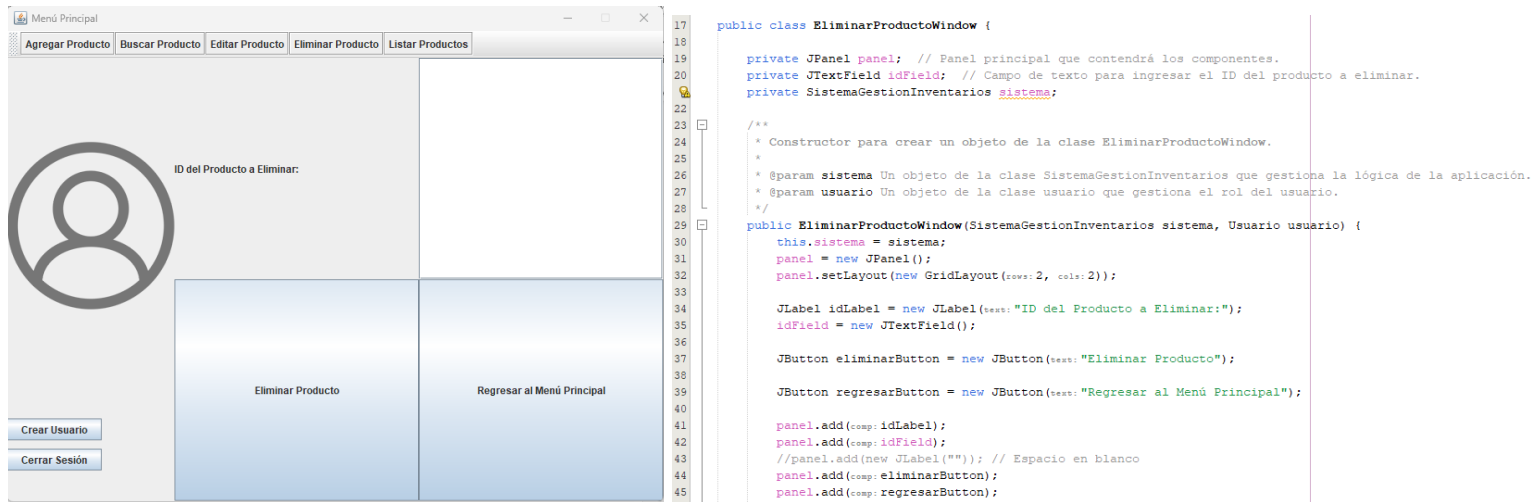 Menú Principal
Agregar Producto Buscar Producto Editar Producto Eliminar Producto Listar Productos
ID del Producto a Eliminar:
Eliminar Producto Regresar al Menú Principal
Crear Usuario
Cerrar Sesión
17 public class EliminarProductoWindow {
18
19 private JPanel panel; // Panel principal que contendrá los componentes.
20 private JTextField idField; // Campo de texto para ingresar el ID del producto a eliminar.
private SistemaGestionInventarios sistema;
22
23 /**
24 * Constructor para crear un objeto de la clase EliminarProductoWindow.
25 *
26 * @param sistema Un objeto de la clase SistemaGestionInventarios que gestiona la lógica de la aplicación.
27 * @param usuario Un objeto de la clase usuario que gestiona el rol del usuario.
28 */
29 public EliminarProductoWindow(SistemaGestionInventarios sistema, Usuario usuario) {
30 this.sistema = sistema;
31 panel = new JPanel();
32 panel.setLayout(new GridLayout(rows: 2, cols: 2));
33
34 JLabel idLabel = new JLabel(text: "ID del Producto a Eliminar:");
35 idField = new JTextField();
36
37 JButton eliminarButton = new JButton(text: "Eliminar Producto");
38
39 JButton regresarButton = new JButton(text: "Regresar al Menú Principal");
40
41 panel.add(comp: idLabel);
42 panel.add(comp: idField);
43 //panel.add(new JLabel("")); // Espacio en blanco
44 panel.add(comp: eliminarButton);
45 panel.add(comp: regresarButton);